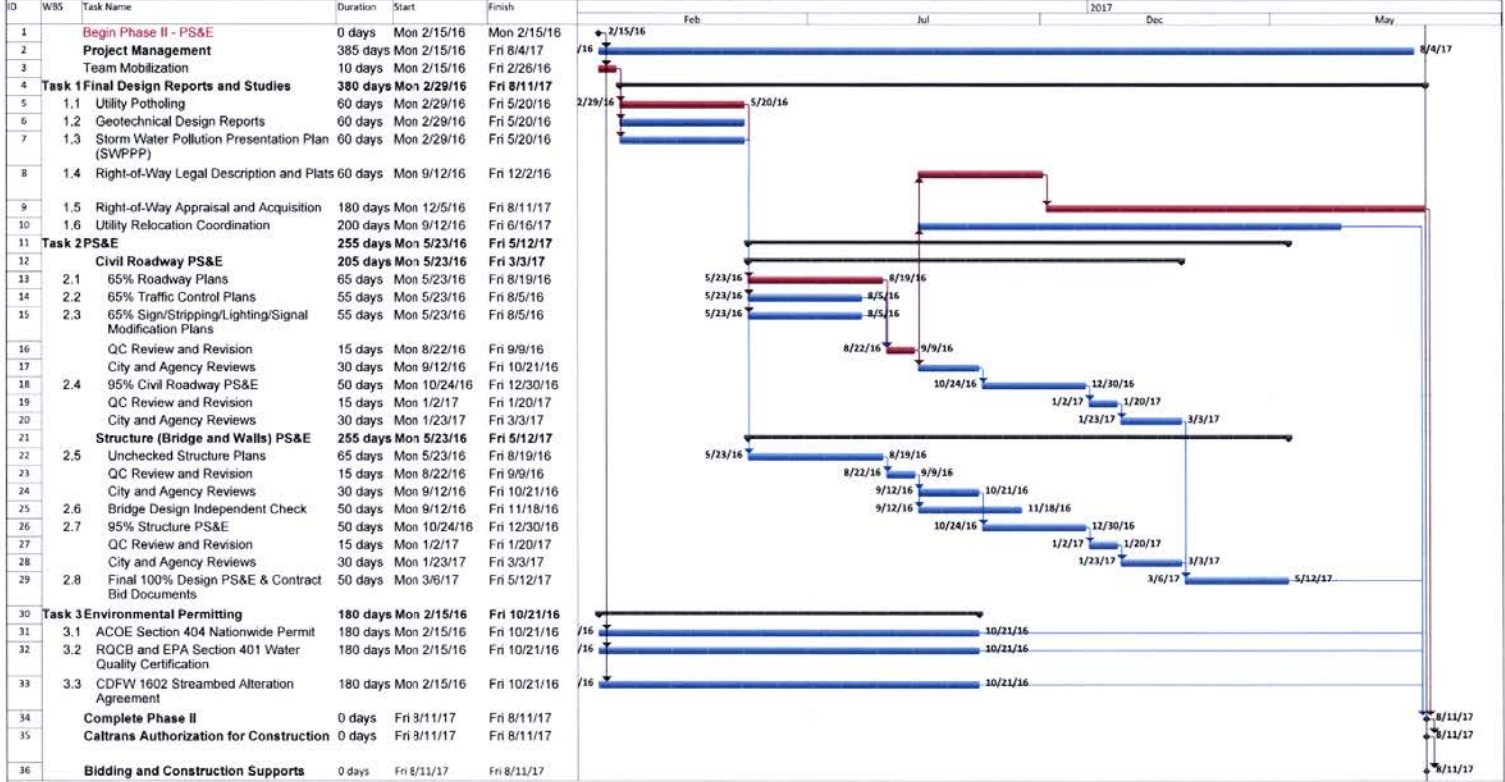 ID WBS Task Name Duration Start Finish
2017
Feb Jul Dec May
1 Begin Phase II - PS&E 0 days Mon 2/15/16 Mon 2/15/16 2/15/16
2 Project Management 385 days Mon 2/15/16 Fri 8/4/17 /16 8/4/17
3 Team Mobilization 10 days Mon 2/15/16 Fri 2/26/16
4 Task 1 Final Design Reports and Studies 380 days Mon 2/29/16 Fri 8/11/17
5 1.1 Utility Potholing 60 days Mon 2/29/16 Fri 5/20/16 2/29/16 5/20/16
6 1.2 Geotechnical Design Reports 60 days Mon 2/29/16 Fri 5/20/16
7 1.3 Storm Water Pollution Presentation Plan 60 days Mon 2/29/16 Fri 5/20/16
(SWPPP)
8 1.4 Right-of-Way Legal Description and Plats 60 days Mon 9/12/16 Fri 12/2/16
9 1.5 Right-of-Way Appraisal and Acquisition 180 days Mon 12/5/16 Fri 8/11/17
10 1.6 Utility Relocation Coordination 200 days Mon 9/12/16 Fri 6/16/17
11 Task 2 PS&E 255 days Mon 5/23/16 Fri 5/12/17
12 Civil Roadway PS&E 205 days Mon 5/23/16 Fri 3/3/17
13 2.1 65% Roadway Plans 65 days Mon 5/23/16 Fri 8/19/16 5/23/16 8/19/16
14 2.2 65% Traffic Control Plans 55 days Mon 5/23/16 Fri 8/5/16 5/23/16 8/5/16
15 2.3 65% Sign/Stripping/Lighting/Signal 55 days Mon 5/23/16 Fri 8/5/16 5/23/16 8/5/16
Modification Plans
16 QC Review and Revision 15 days Mon 8/22/16 Fri 9/9/16 8/22/16 9/9/16
17 City and Agency Reviews 30 days Mon 9/12/16 Fri 10/21/16
18 2.4 95% Civil Roadway PS&E 50 days Mon 10/24/16 Fri 12/30/16 10/24/16 12/30/16
19 QC Review and Revision 15 days Mon 1/2/17 Fri 1/20/17 1/2/17 1/20/17
20 City and Agency Reviews 30 days Mon 1/23/17 Fri 3/3/17 1/23/17 3/3/17
21 Structure (Bridge and Walls) PS&E 255 days Mon 5/23/16 Fri 5/12/17
22 2.5 Unchecked Structure Plans 65 days Mon 5/23/16 Fri 8/19/16 5/23/16 8/19/16
23 QC Review and Revision 15 days Mon 8/22/16 Fri 9/9/16 8/22/16 9/9/16
24 City and Agency Reviews 30 days Mon 9/12/16 Fri 10/21/16 9/12/16 10/21/16
25 2.6 Bridge Design Independent Check 50 days Mon 9/12/16 Fri 11/18/16 9/12/16 11/18/16
26 2.7 95% Structure PS&E 50 days Mon 10/24/16 Fri 12/30/16 10/24/16 12/30/16
27 QC Review and Revision 15 days Mon 1/2/17 Fri 1/20/17 1/2/17 1/20/17
28 City and Agency Reviews 30 days Mon 1/23/17 Fri 3/3/17 1/23/17 3/3/17
29 2.8 Final 100% Design PS&E & Contract 50 days Mon 3/6/17 Fri 5/12/17 3/6/17 5/12/17
Bid Documents
30 Task 3 Environmental Permitting 180 days Mon 2/15/16 Fri 10/21/16
31 3.1 ACOE Section 404 Nationwide Permit 180 days Mon 2/15/16 Fri 10/21/16 /16 10/21/16
32 3.2 RQCB and EPA Section 401 Water 180 days Mon 2/15/16 Fri 10/21/16 /16 10/21/16
Quality Certification
33 3.3 CDFW 1602 Streambed Alteration 180 days Mon 2/15/16 Fri 10/21/16 /16 10/21/16
Agreement
34 Complete Phase II 0 days Fri 8/11/17 Fri 8/11/17 8/11/17
35 Caltrans Authorization for Construction 0 days Fri 8/11/17 Fri 8/11/17 8/11/17
36 Bidding and Construction Supports 0 days Fri 8/11/17 Fri 8/11/17 8/11/17